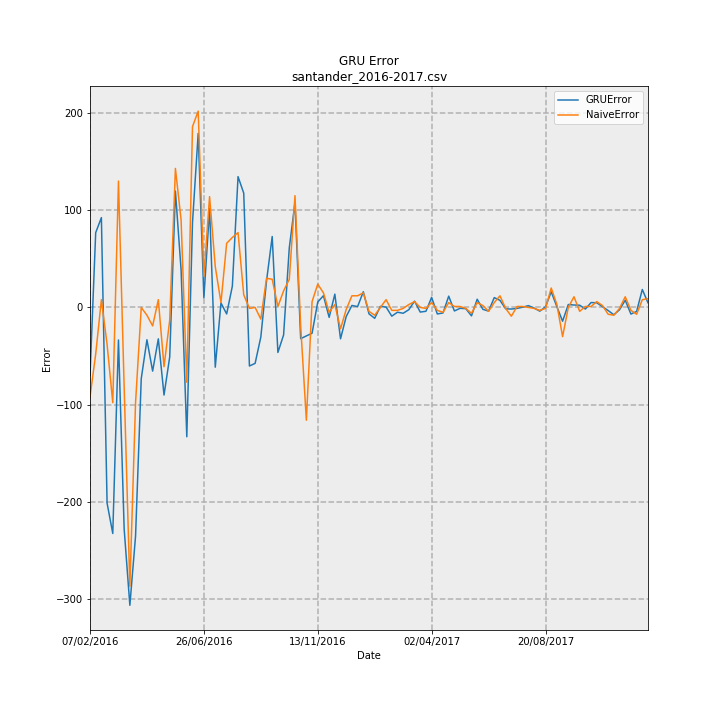 GRU Error
santander_2016-2017.csv
GRUError
NaiveError
200
100
0
−100
−200
−300
Error
07/02/2016
26/06/2016
13/11/2016
02/04/2017
20/08/2017
Date